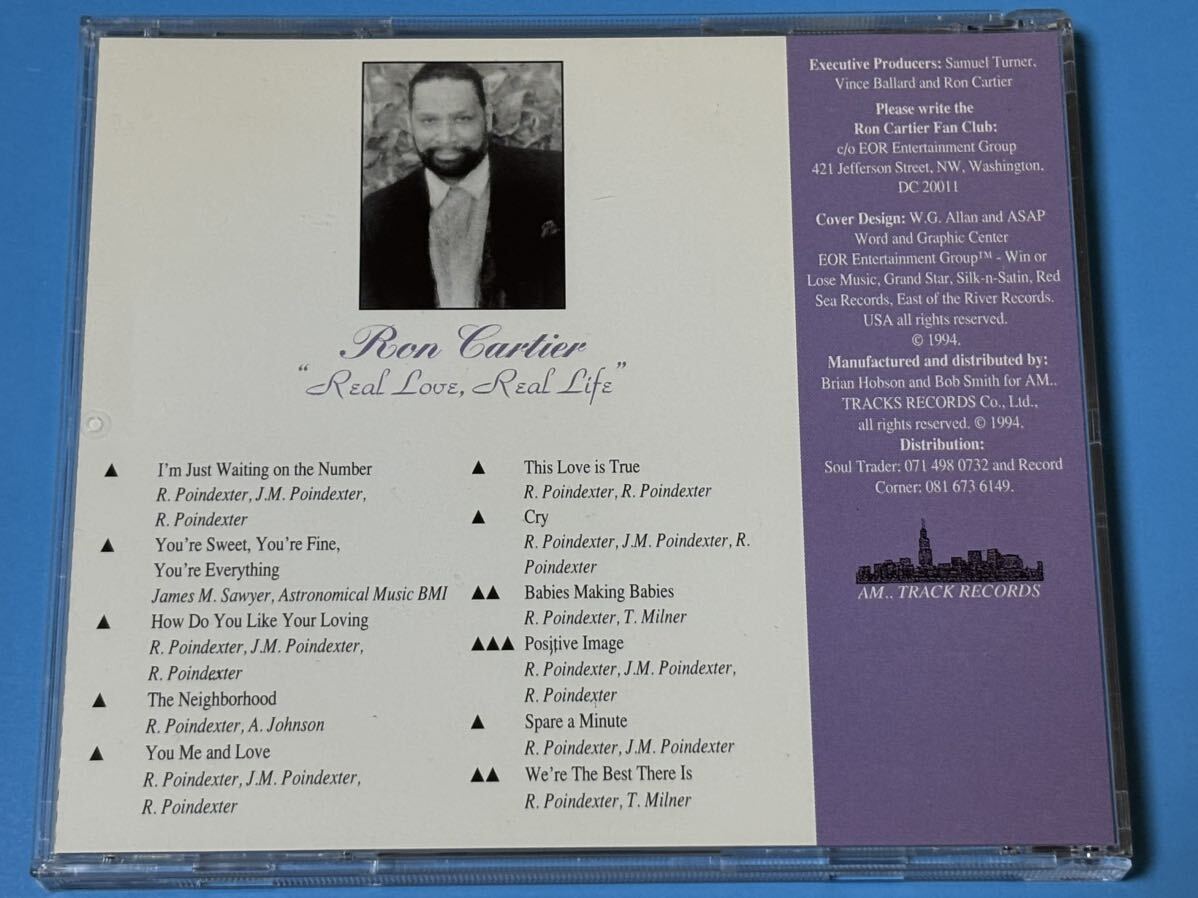 Ron Cartier
"Real Love, Real Life"
▲ I'm Just Waiting on the Number
R. Poindexter, J.M. Poindexter,
R. Poindexter
▲ You're Sweet, You're Fine,
You're Everything
James M. Sawyer, Astronomical Music BMI
▲ How Do You Like Your Loving
R. Poindexter, J.M. Poindexter,
R. Poindexter
▲ The Neighborhood
R. Poindexter, A. Johnson
▲ You Me and Love
R. Poindexter, J.M. Poindexter,
R. Poindexter
▲ This Love is True
R. Poindexter, R. Poindexter
▲ Cry
R. Poindexter, J.M. Poindexter, R.
Poindexter
▲▲ Babies Making Babies
R. Poindexter, T. Milner
▲▲▲ Positive Image
R. Poindexter, J.M. Poindexter,
R. Poindexter
▲ Spare a Minute
R. Poindexter, J.M. Poindexter
▲▲ We're The Best There Is
R. Poindexter, T. Milner
Executive Producers: Samuel Turner,
Vince Ballard and Ron Cartier
Please write the
Ron Cartier Fan Club:
c/o EOR Entertainment Group
421 Jefferson Street, NW, Washington,
DC 20011
Cover Design: W.G. Allan and ASAP
Word and Graphic Center
EOR Entertainment Group™ - Win or
Lose Music, Grand Star, Silk-n-Satin, Red
Sea Records, East of the River Records.
USA all rights reserved.
© 1994.
Manufactured and distributed by:
Brian Hobson and Bob Smith for AM..
TRACKS RECORDS Co., Ltd.,
all rights reserved. © 1994.
Distribution:
Soul Trader: 071 498 0732 and Record
Corner: 081 673 6149.
AM.. TRACK RECORDS